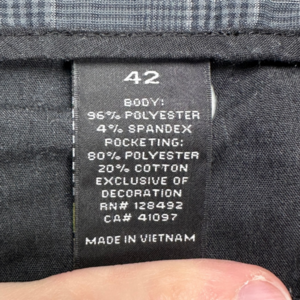 42
BODY:
96% POLYESTER
4% SPANDEX
POCKETING:
80% POLYESTER
20% COTTON
EXCLUSIVE OF
DECORATION
RN# 128492
CA# 41097
MADE IN VIETNAM